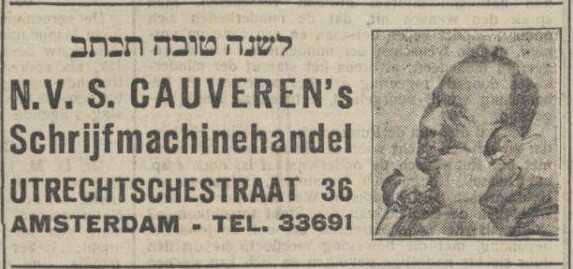 לשנה טובה תכתב
N.V. S. CAUVEREN's
Schrijfmachinehandel
UTRECHTSCHESTRAAT 36
AMSTERDAM - TEL. 33691